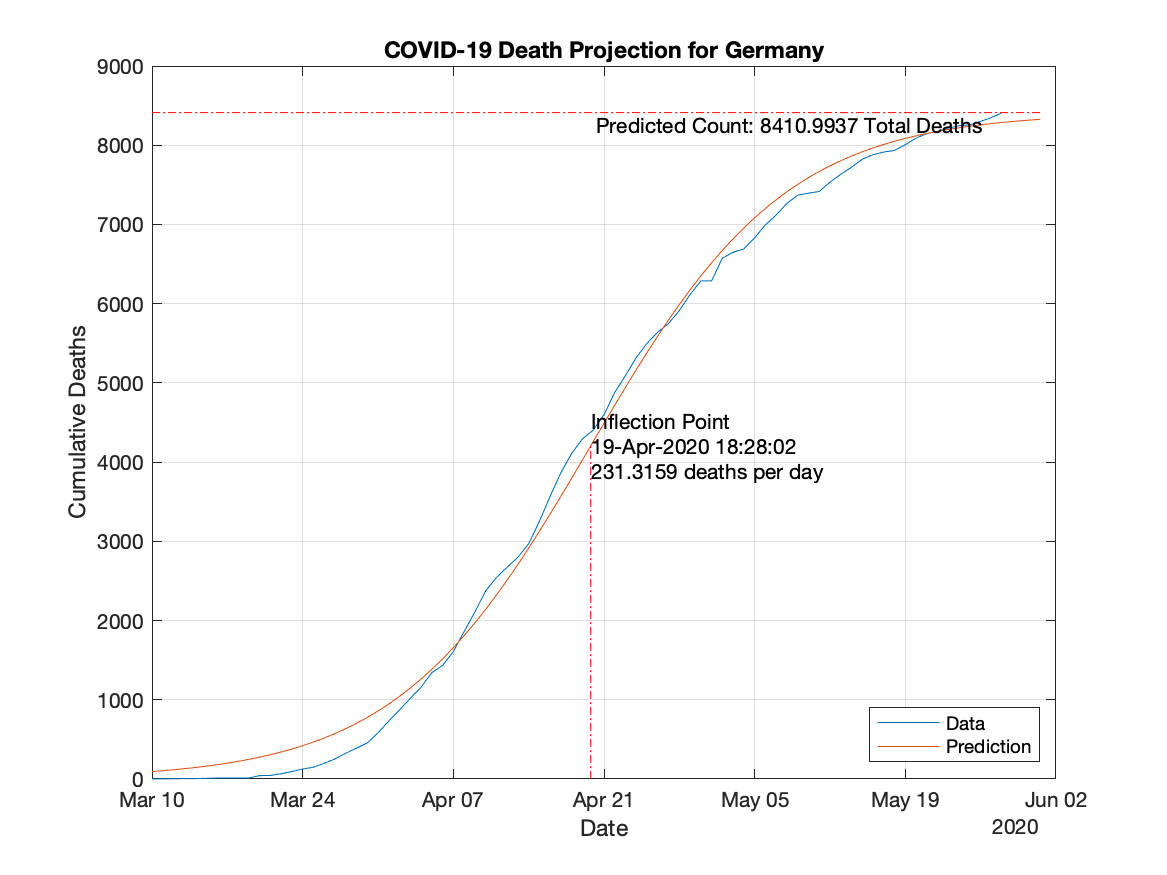 COVID-19 Death Projection for Germany
9000
Predicted Count: 8410.9937 Total Deaths
8000
7000
6000
5000
Inflection Point
19-Apr-2020 18:28:02
231.3159 deaths per day
4000
3000
2000
1000
0
Cumulative Deaths
Data
Prediction
Mar 10 Mar 24 Apr 07 Apr 21 May 05 May 19 Jun 02
Date
2020